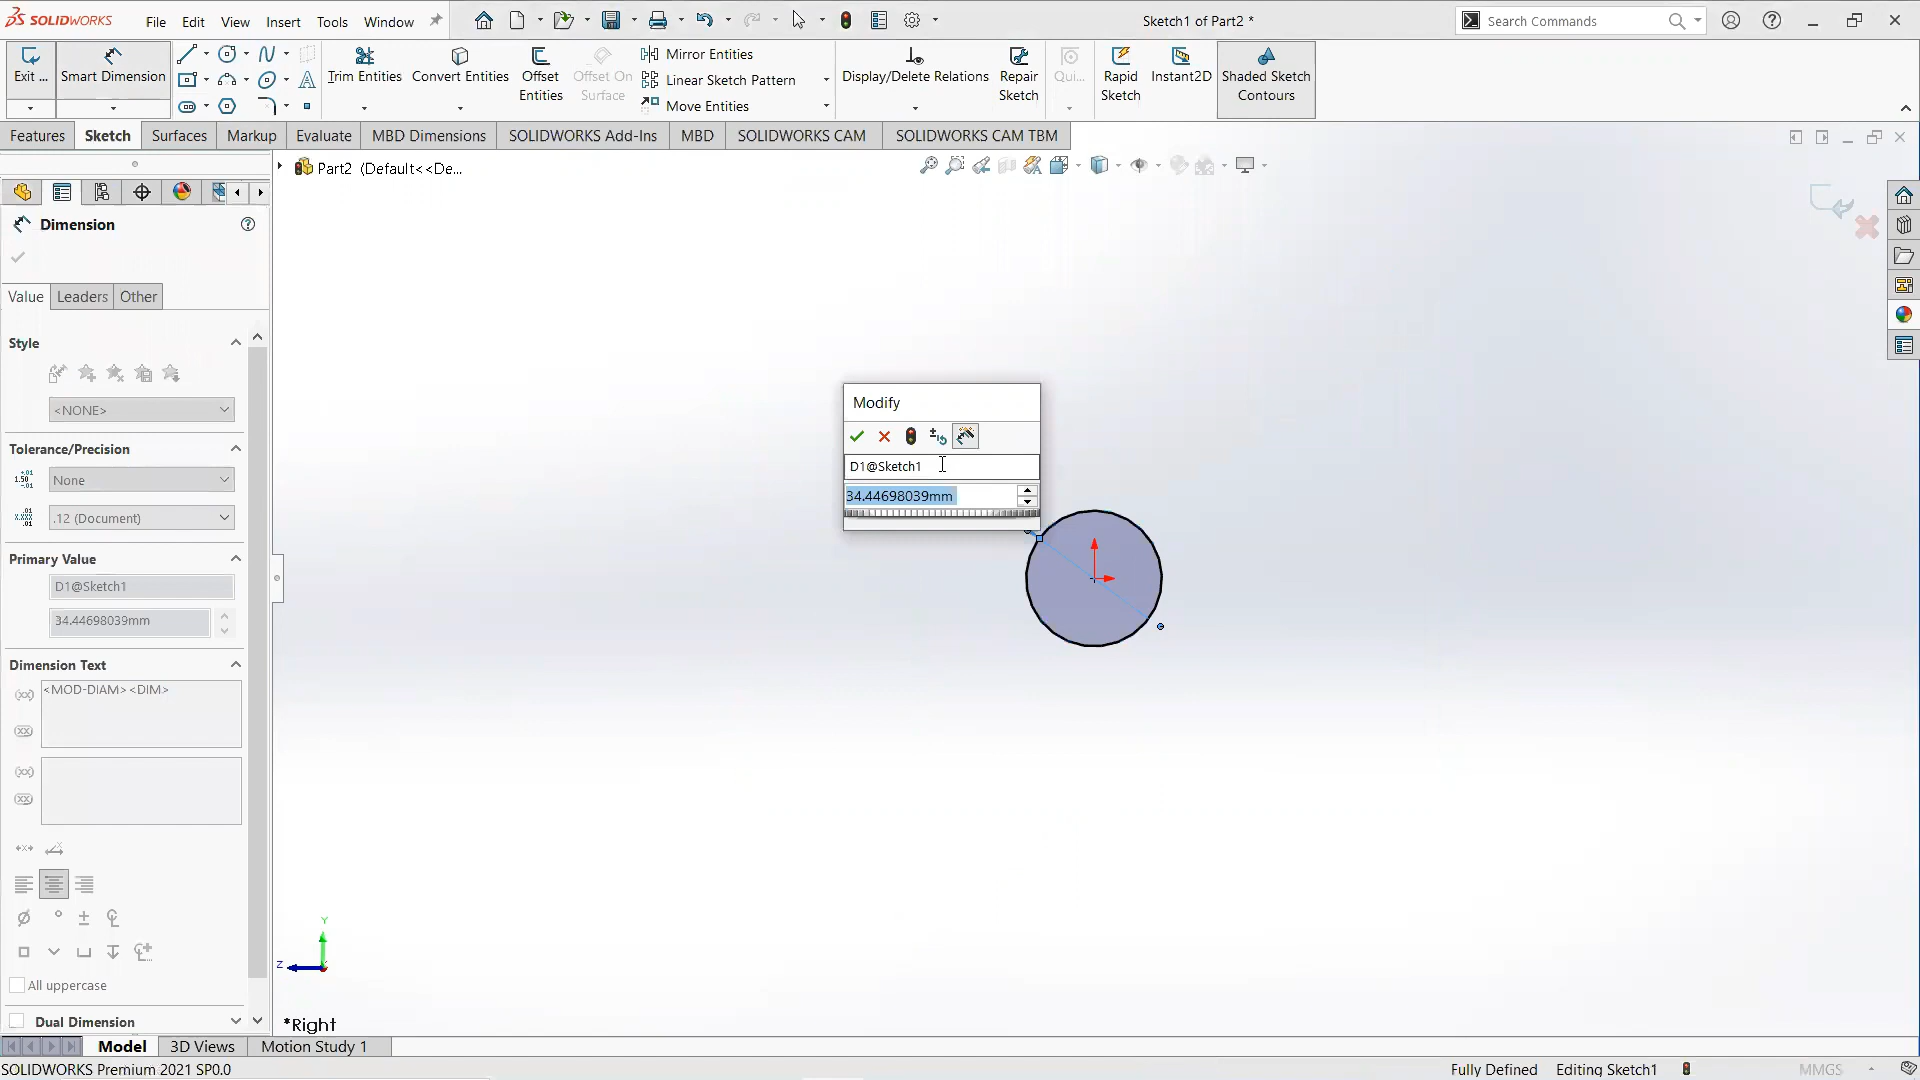 SOLIDWORKS File Edit View Insert Tools Window Sketch1 of Part2 * Search Commands
Exit ... Smart Dimension Trim Entities Convert Entities Offset Entities Offset On Surface Mirror Entities Linear Sketch Pattern Move Entities Display/Delete Relations Repair Sketch Qui... Rapid Sketch Instant2D Shaded Sketch Contours
Features Sketch Surfaces Markup Evaluate MBD Dimensions SOLIDWORKS Add-Ins MBD SOLIDWORKS CAM SOLIDWORKS CAM TBM
Part2 (Default<<De...
Dimension
Value Leaders Other
Style
<NONE>
Tolerance/Precision
None
.12 (Document)
Primary Value
D1@Sketch1
34.44698039mm
Dimension Text
<MOD-DIAM><DIM>
All uppercase
Dual Dimension
Modify
D1@Sketch1
34.44698039mm
Y
Z
*Right
Model 3D Views Motion Study 1
SOLIDWORKS Premium 2021 SP0.0 Fully Defined Editing Sketch1 MMGS